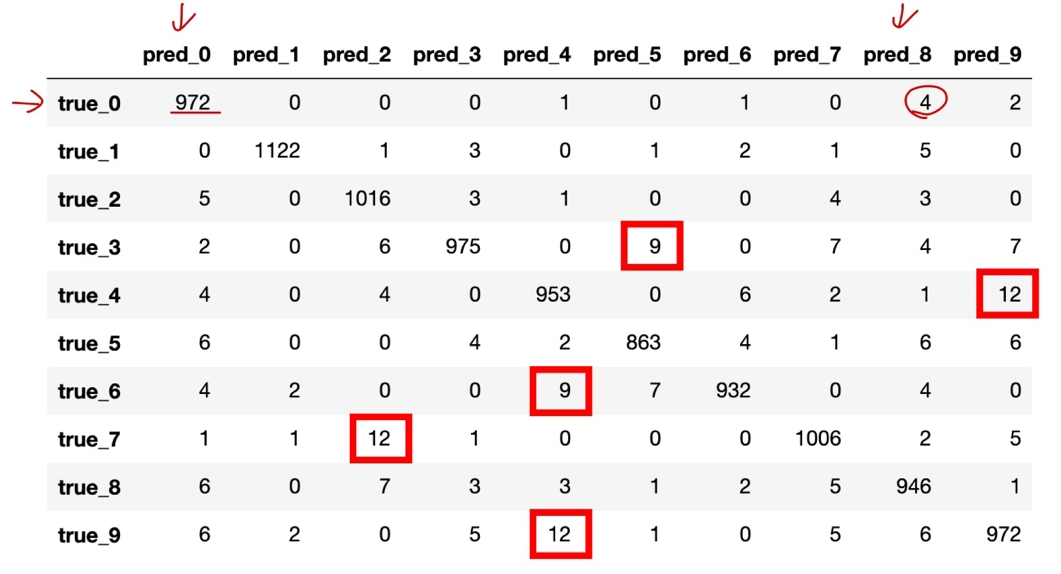 pred_0 pred_1 pred_2 pred_3 pred_4 pred_5 pred_6 pred_7 pred_8 pred_9
true_0 972 0 0 0 1 0 1 0 4 2
true_1 0 1122 1 3 0 1 2 1 5 0
true_2 5 0 1016 3 1 0 0 4 3 0
true_3 2 0 6 975 0 9 0 7 4 7
true_4 4 0 4 0 953 0 6 2 1 12
true_5 6 0 0 4 2 863 4 1 6 6
true_6 4 2 0 0 9 7 932 0 4 0
true_7 1 1 12 1 0 0 0 1006 2 5
true_8 6 0 7 3 3 1 2 5 946 1
true_9 6 2 0 5 12 1 0 5 6 972